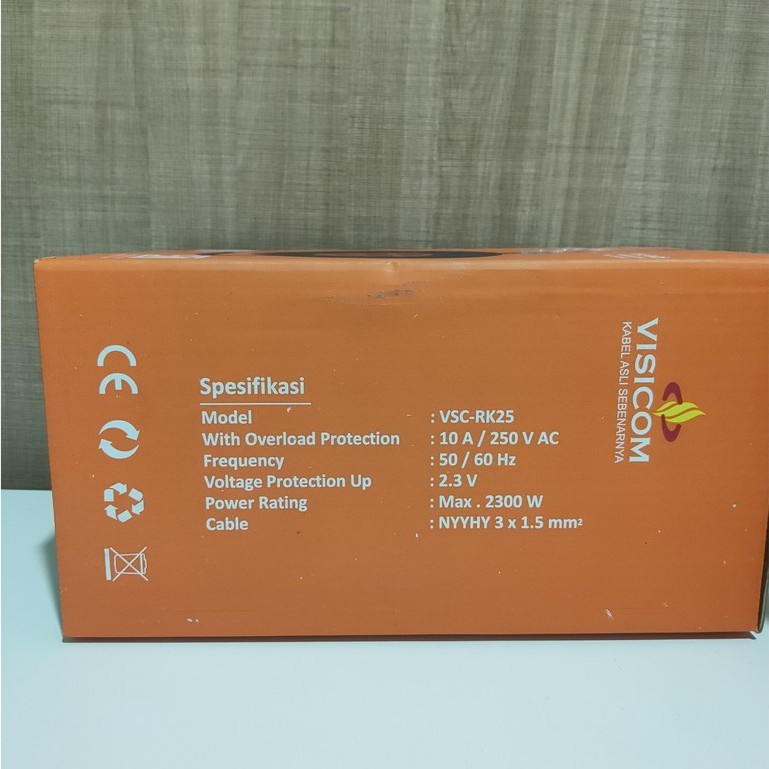 CE
Spesifikasi
Model : VSC-RK25
With Overload Protection : 10 A / 250 V AC
Frequency : 50 / 60 Hz
Voltage Protection Up : 2.3 V
Power Rating : Max . 2300 W
Cable : NYYHY 3 x 1.5 mm²
VISICOM
KABEL ASLI SEBENARNYA